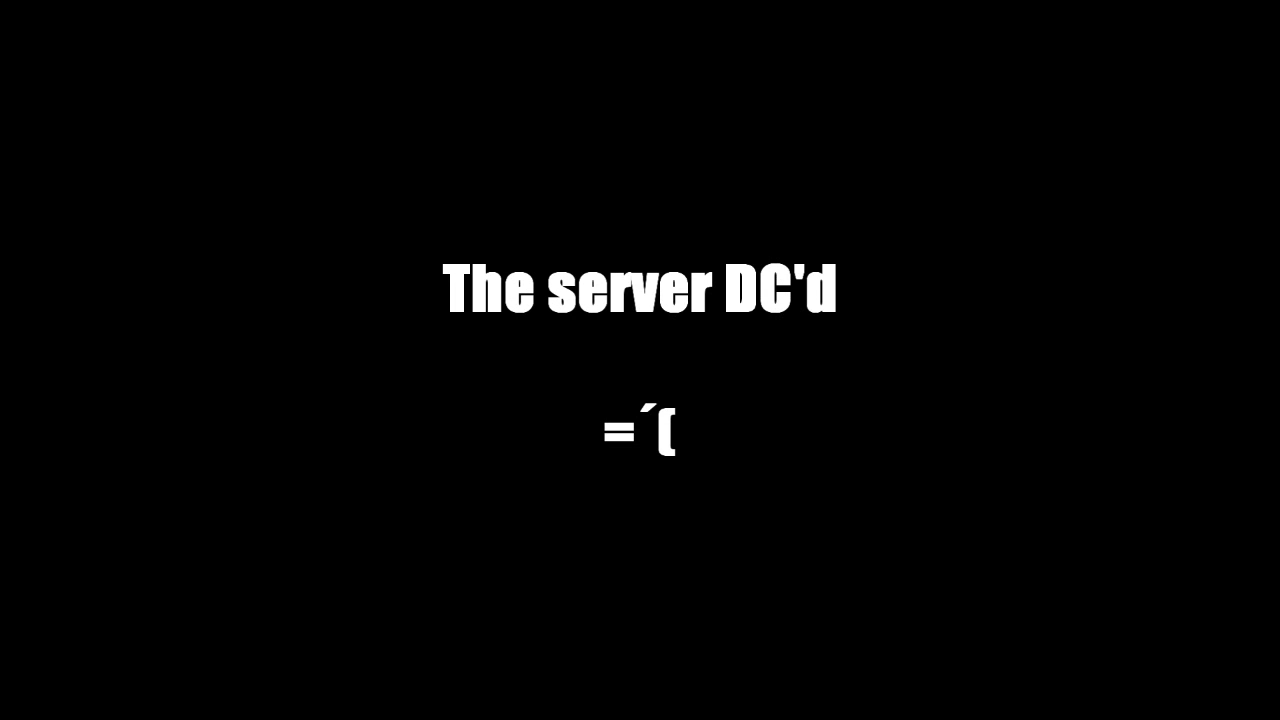 The server DC'd
=´(